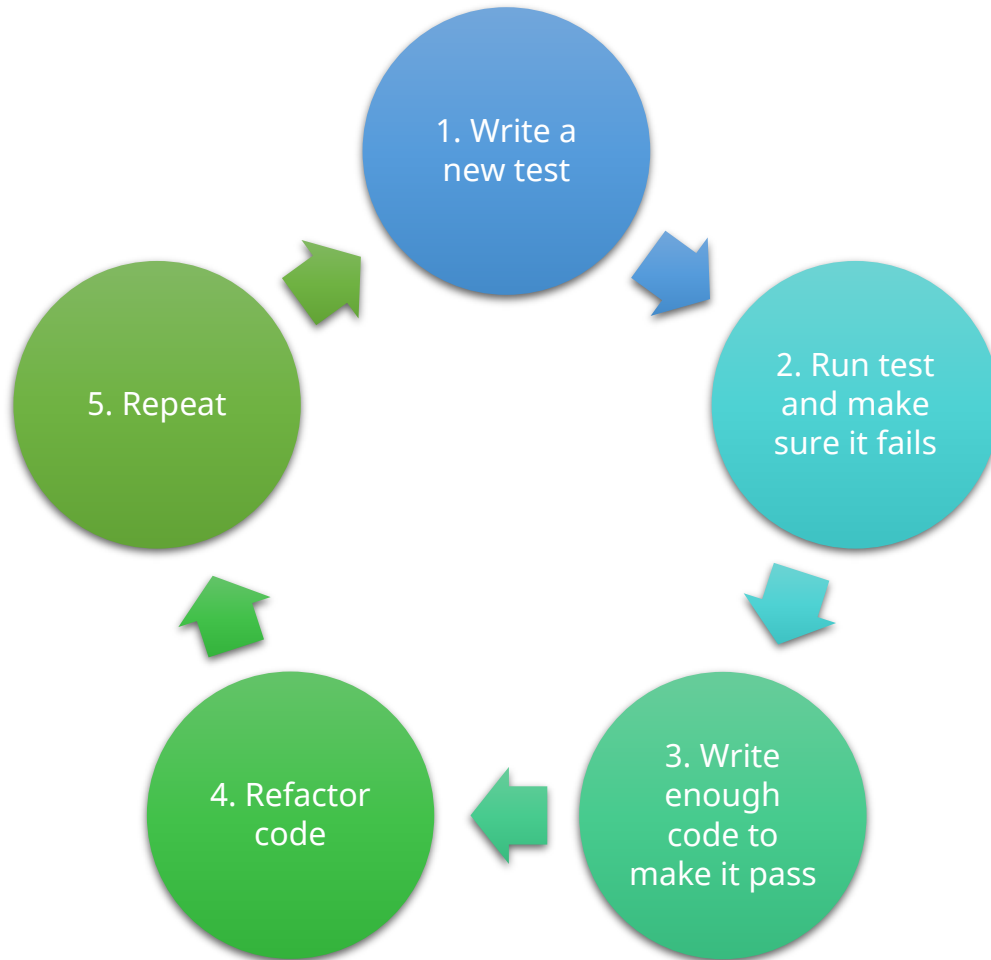 1. Write a
new test
2. Run test
and make
sure it fails
3. Write
enough
code to
make it pass
4. Refactor
code
5. Repeat